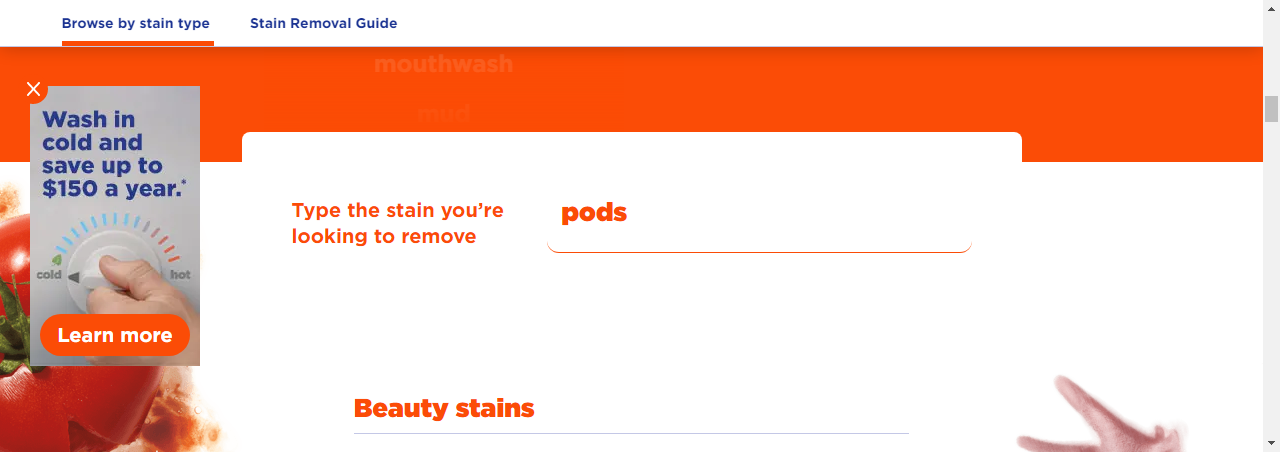 Browse by stain type
Stain Removal Guide
mouthwash
mud
Wash in
cold and
save up to
$150 a year.*
cold
hot
Learn more
Type the stain you’re
looking to remove
pods
Beauty stains